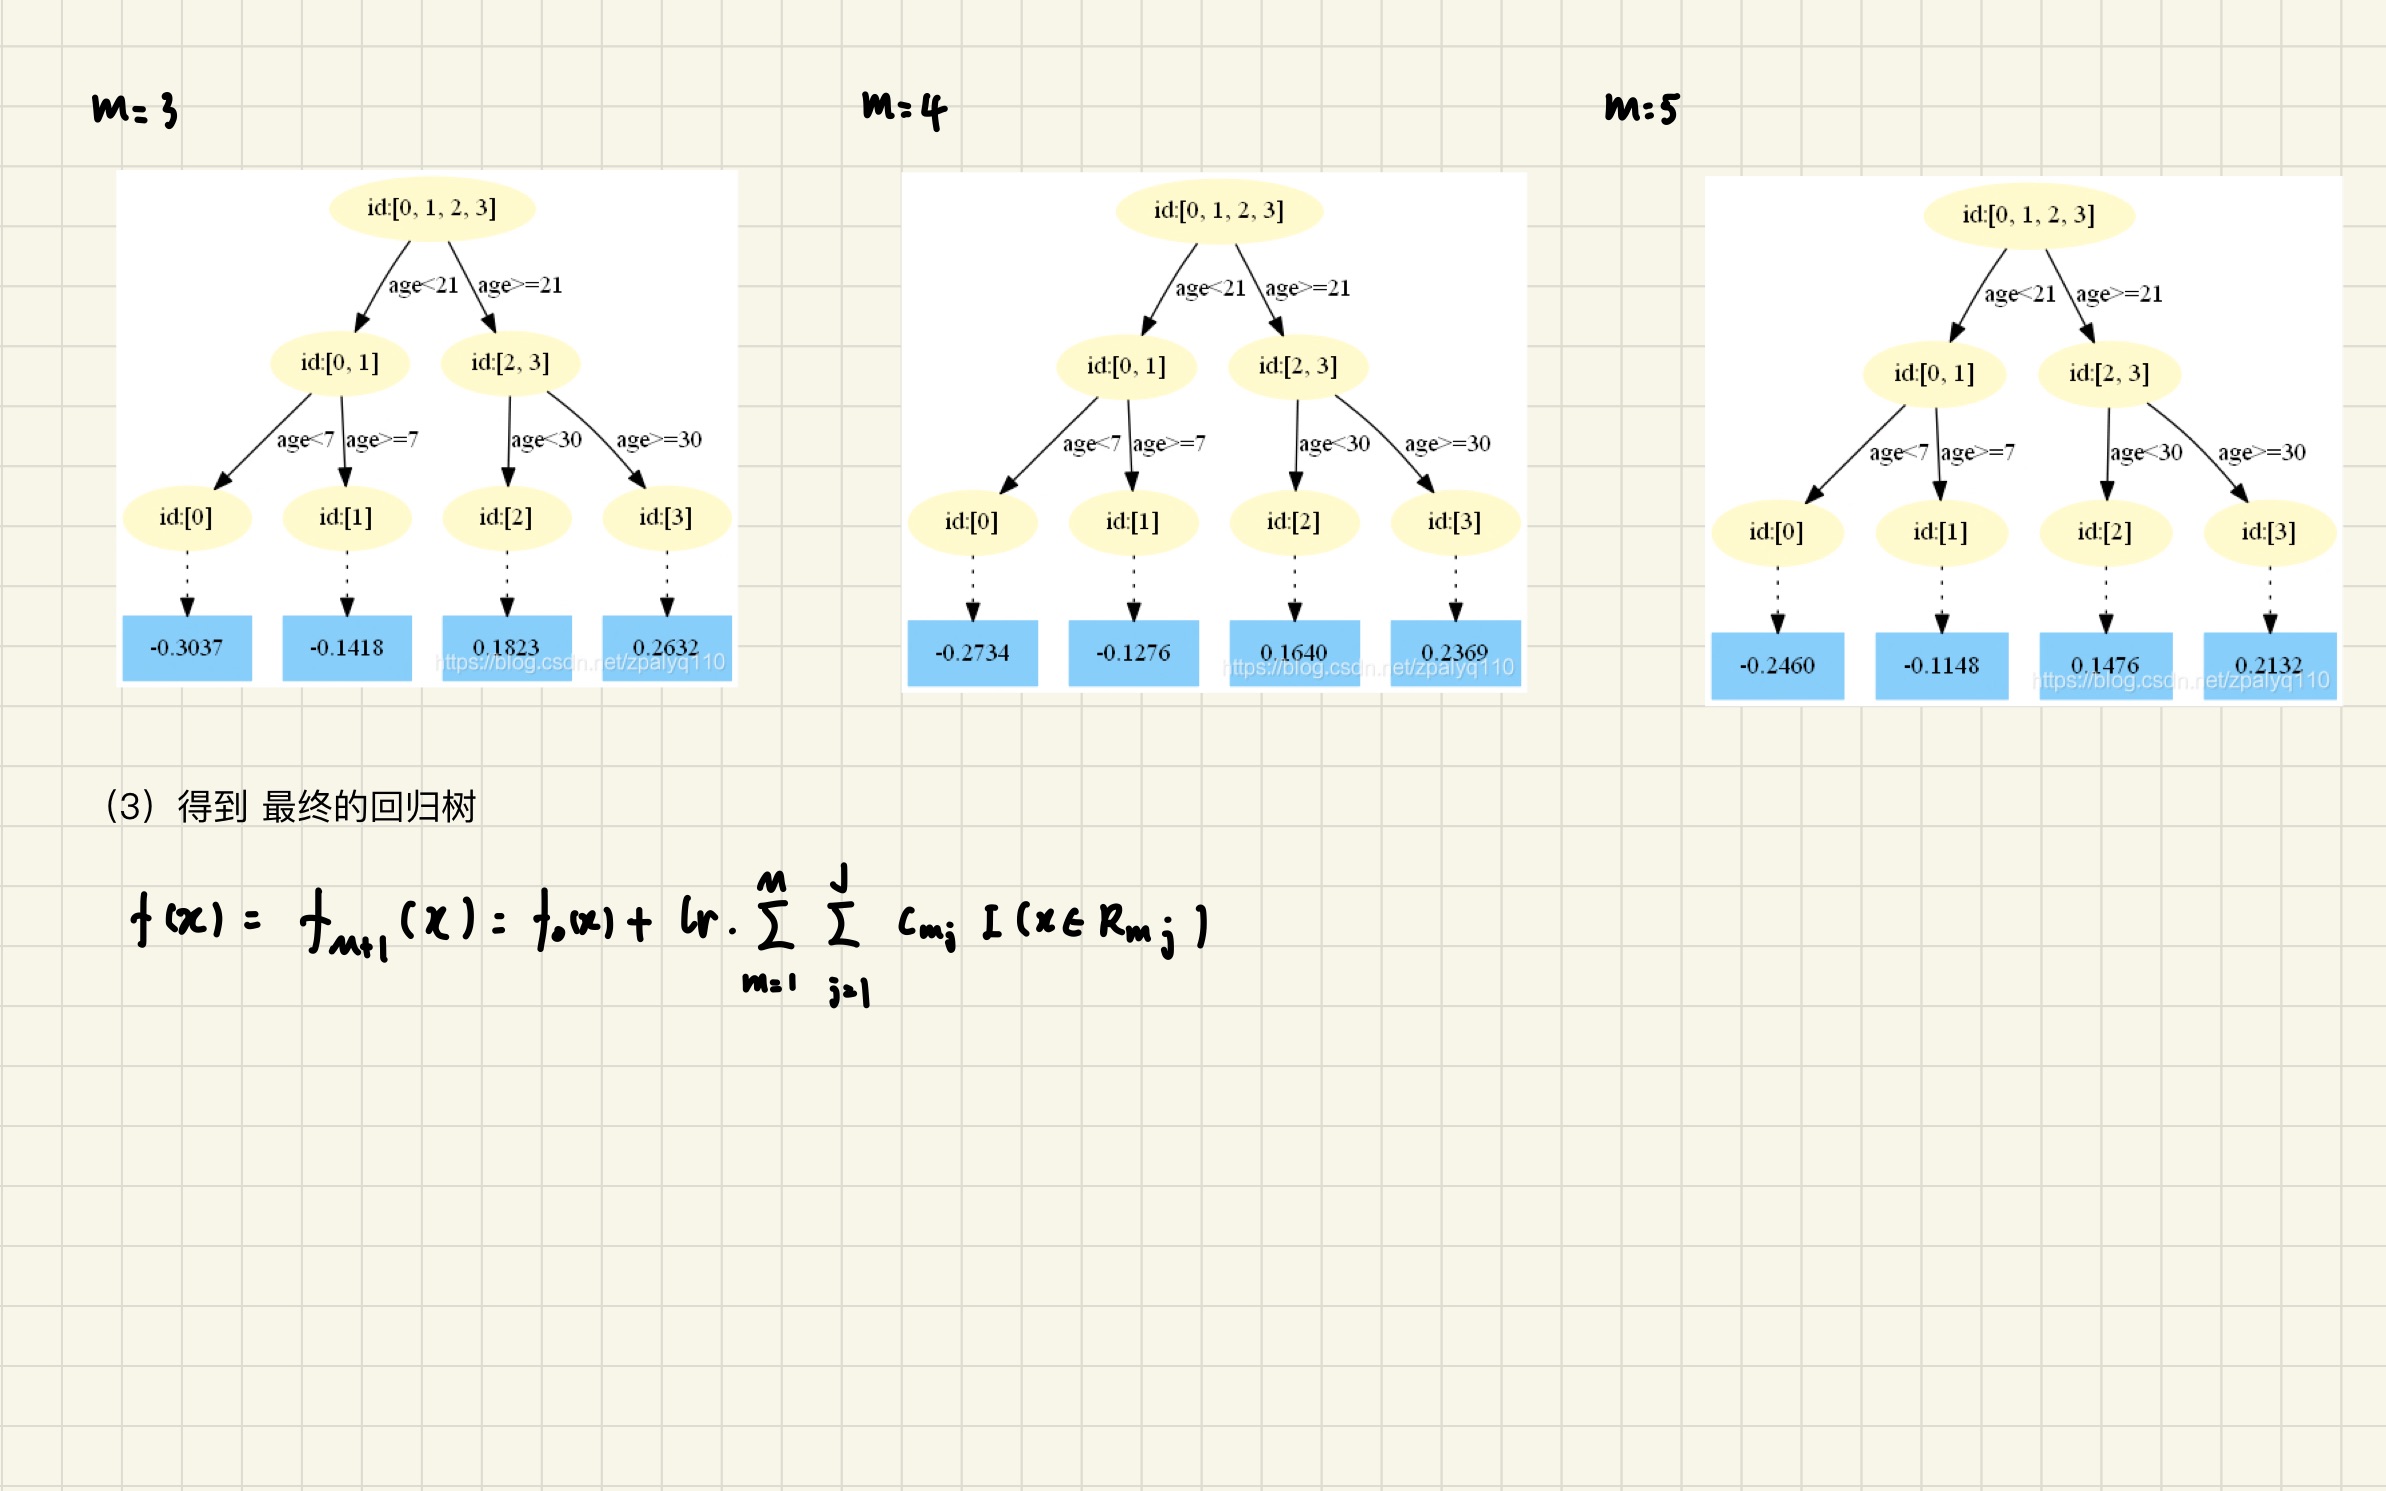 m=3
m=4
m=5
id:[0, 1, 2, 3]
age<21 age>=21
id:[0, 1] id:[2, 3]
age<7 age>=7 age<30 age>=30
id:[0] id:[1] id:[2] id:[3]
-0.3037 -0.1418 0.1823 0.2632
https://blog.csdn.net/zpalyq110
id:[0, 1, 2, 3]
age<21 age>=21
id:[0, 1] id:[2, 3]
age<7 age>=7 age<30 age>=30
id:[0] id:[1] id:[2] id:[3]
-0.2734 -0.1276 0.1640 0.2369
https://blog.csdn.net/zpalyq110
id:[0, 1, 2, 3]
age<21 age>=21
id:[0, 1] id:[2, 3]
age<7 age>=7 age<30 age>=30
id:[0] id:[1] id:[2] id:[3]
-0.2460 -0.1148 0.1476 0.2132
https://blog.csdn.net/zpalyq110
（3）得到 最终的回归树
f(x) = f_{M+1}(x) = f_0(x) + lr·∑_{m=1}^{M} ∑_{j=1}^{J} C_{mj} I(x∈R_{mj})